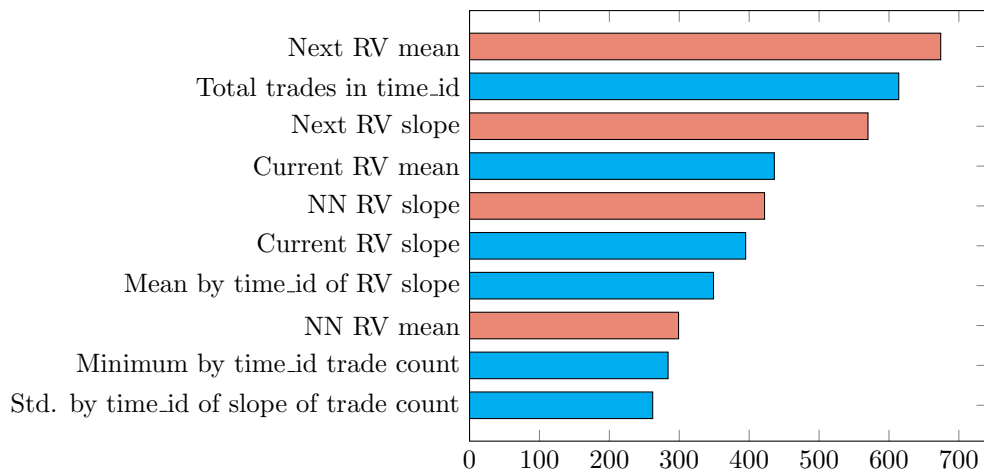 Next RV mean
Total trades in time_id
Next RV slope
Current RV mean
NN RV slope
Current RV slope
Mean by time_id of RV slope
NN RV mean
Minimum by time_id trade count
Std. by time_id of slope of trade count
0 100 200 300 400 500 600 700